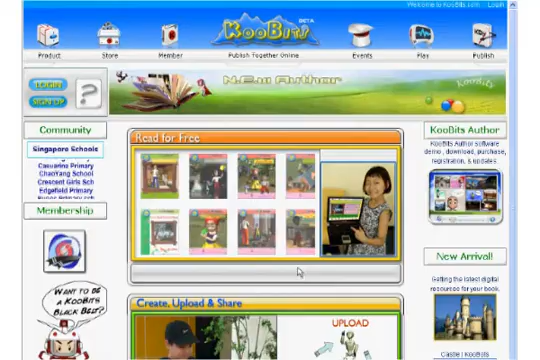 Welcome to KooBits.com Login
BETA
KooBits
Publish Together Online
Product
Store
Member
Events
Play
Publish
LOGIN
SIGN UP
?
New Author
KooBits
Community
Singapore Schools
Casuarina Primary
ChaoYang School
Crescent Girls Sch
Edgefield Primary
Membership
WANT TO
BE A
KOOBITS
BLACK BELT?
Read for Free
Create, Upload & Share
UPLOAD
KooBits Author
KooBits Author software
demo, download, purchase,
registration, & updates.
New Arrival!
Getting the latest digital
resources for your book.
Castle | KooBits